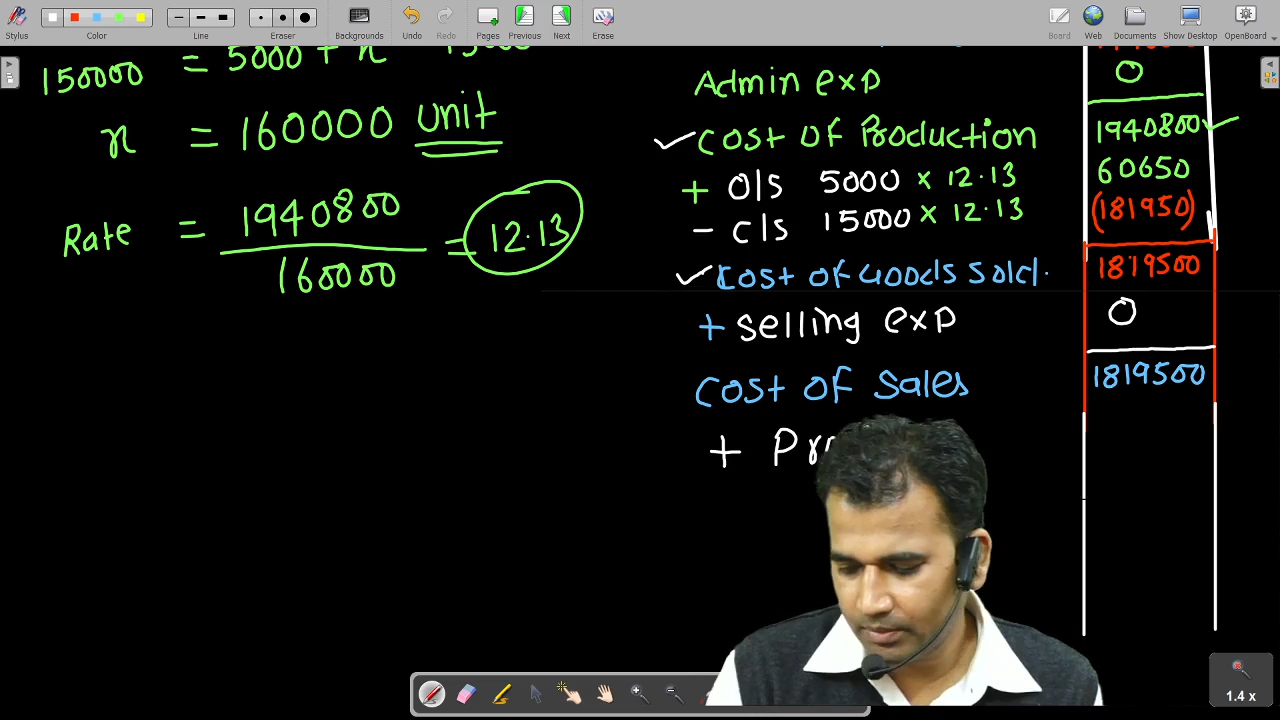 Stylus
Color
Line
Eraser
Backgrounds
Undo
Redo
Pages
Previous
Next
Erase
Board
Web
Documents
Show Desktop
OpenBoard
150000 = 5000 + x
x = 160000 unit
Rate = 1940800 / 160000 = 12.13
0
Admin exp
Cost of Production 1940800
+ O|S 5000 × 12.13 60650
- C|S 15000 × 12.13 (181950)
Cost of Goods Sold. 1819500
+ Selling exp 0
Cost of Sales 1819500
+
1.4 x